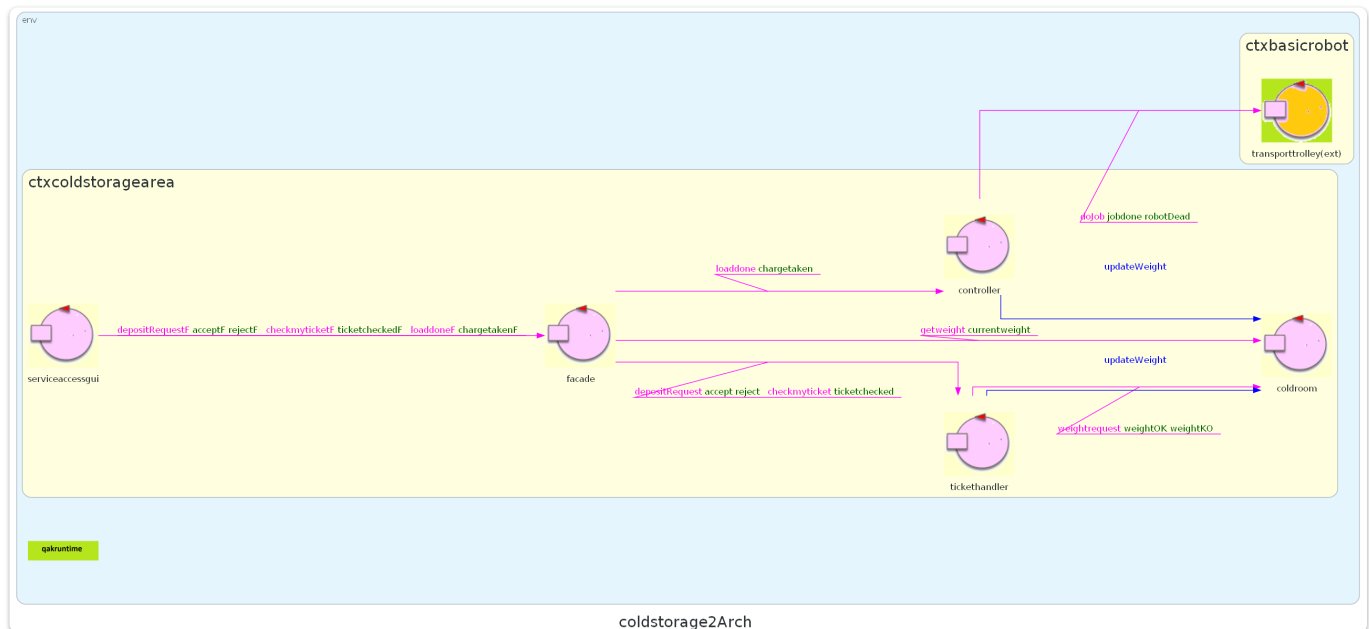 env
ctxbasicrobot
transporttrolley(ext)
ctxcoldstoragearea
doJob jobdone robotDead
updateWeight
loaddone chargetaken
controller
depositRequestF acceptF rejectF checkmyticketF ticketcheckedF loaddoneF chargetakenF
getweight currentweight
serviceaccessgui
facade
updateWeight
coldroom
depositRequest accept reject checkmyticket ticketchecked
weightrequest weightOK weightKO
tickethandler
qakruntime
coldstorage2Arch